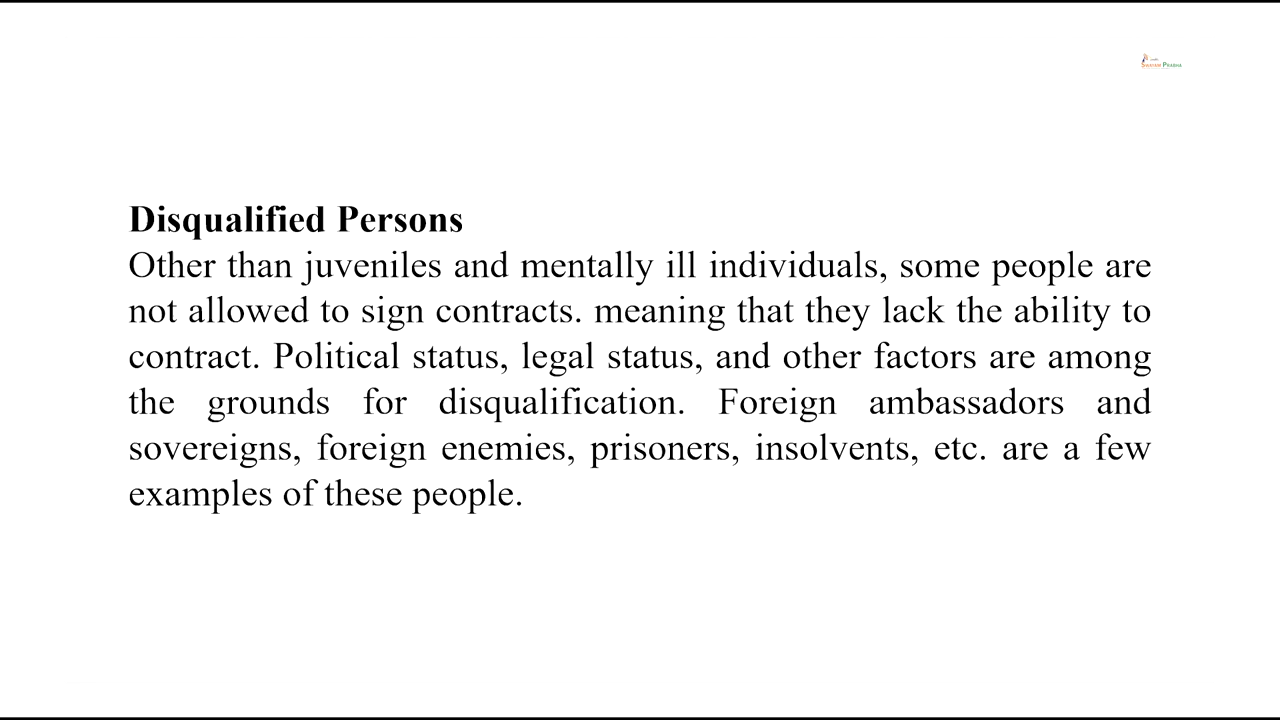 Swayam Prabha
Disqualified Persons
Other than juveniles and mentally ill individuals, some people are
not allowed to sign contracts. meaning that they lack the ability to
contract. Political status, legal status, and other factors are among
the grounds for disqualification. Foreign ambassadors and
sovereigns, foreign enemies, prisoners, insolvents, etc. are a few
examples of these people.